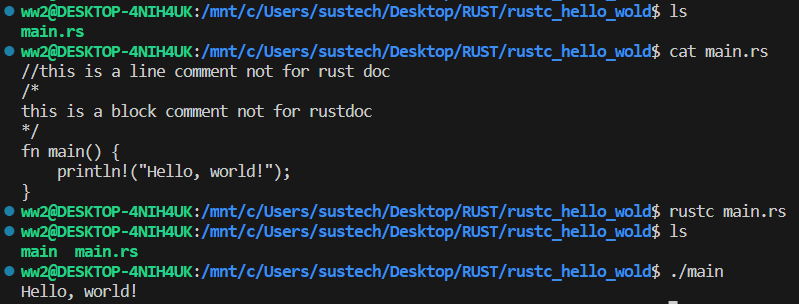 ww2@DESKTOP-4NIH4UK:/mnt/c/Users/sustech/Desktop/RUST/rustc_hello_wold$ ls
main.rs
ww2@DESKTOP-4NIH4UK:/mnt/c/Users/sustech/Desktop/RUST/rustc_hello_wold$ cat main.rs
//this is a line comment not for rust doc
/*
this is a block comment not for rustdoc
*/
fn main() {
    println!("Hello, world!");
}
ww2@DESKTOP-4NIH4UK:/mnt/c/Users/sustech/Desktop/RUST/rustc_hello_wold$ rustc main.rs
ww2@DESKTOP-4NIH4UK:/mnt/c/Users/sustech/Desktop/RUST/rustc_hello_wold$ ls
main  main.rs
ww2@DESKTOP-4NIH4UK:/mnt/c/Users/sustech/Desktop/RUST/rustc_hello_wold$ ./main
Hello, world!